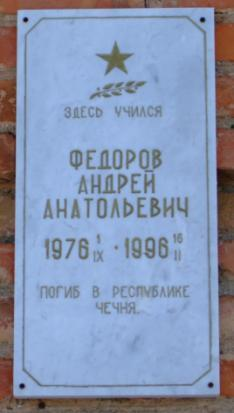 ЗДЕСЬ УЧИЛСЯ
ФЕДОРОВ
АНДРЕЙ
АНАТОЛЬЕВИЧ
1976 1 IX · 1996 16 II
ПОГИБ В РЕСПУБЛИКЕ
ЧЕЧНЯ.